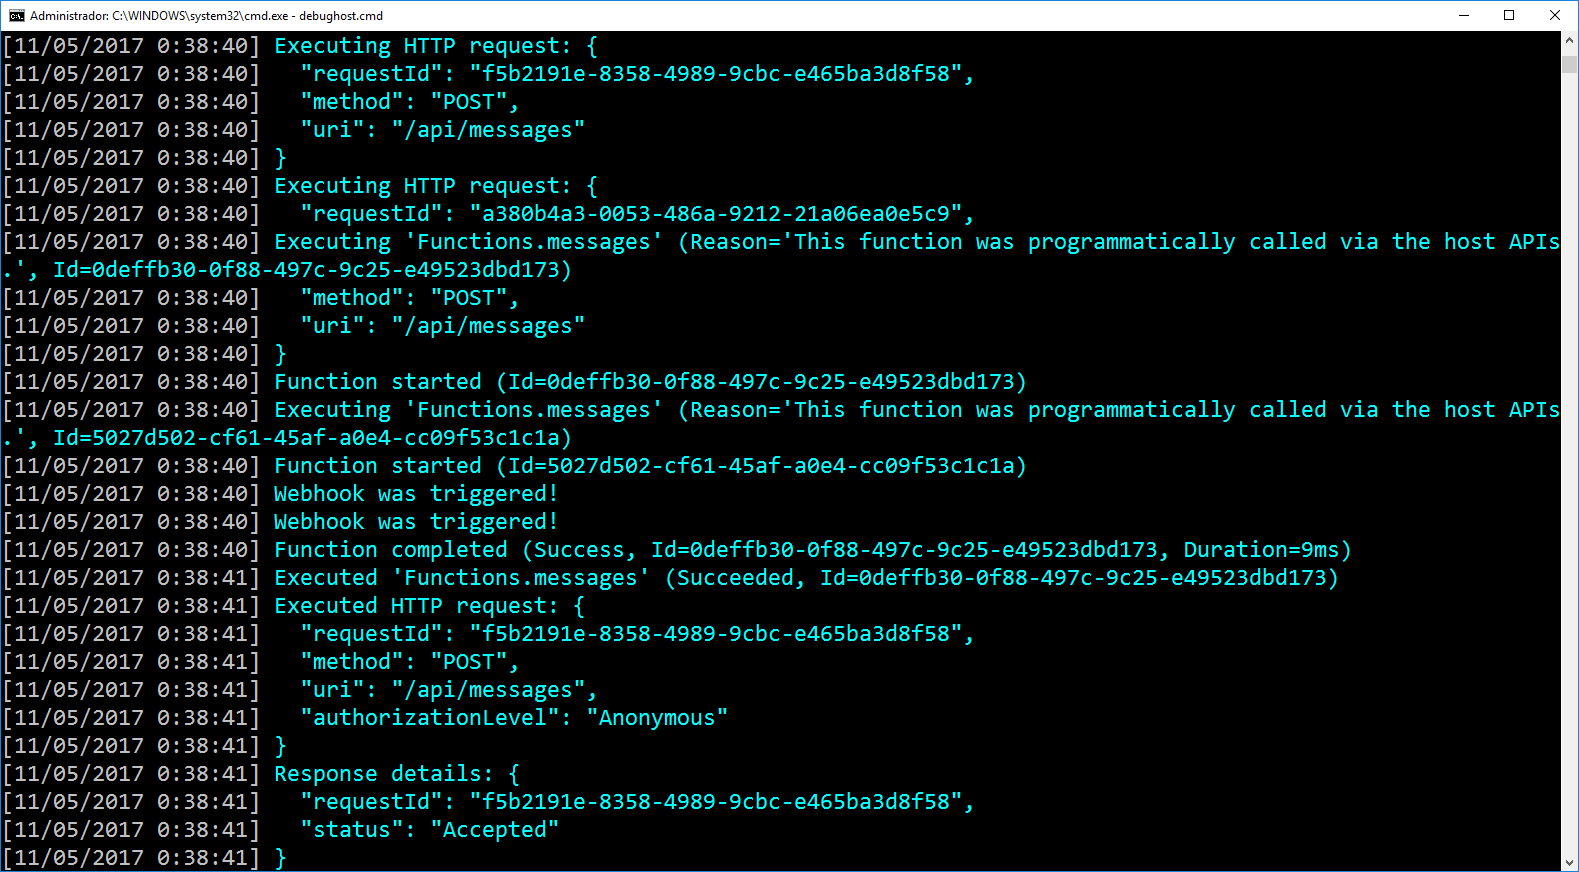 Administrador: C:\WINDOWS\system32\cmd.exe - debughost.cmd
[11/05/2017 0:38:40] Executing HTTP request: {
[11/05/2017 0:38:40]   "requestId": "f5b2191e-8358-4989-9cbc-e465ba3d8f58",
[11/05/2017 0:38:40]   "method": "POST",
[11/05/2017 0:38:40]   "uri": "/api/messages"
[11/05/2017 0:38:40] }
[11/05/2017 0:38:40] Executing HTTP request: {
[11/05/2017 0:38:40]   "requestId": "a380b4a3-0053-486a-9212-21a06ea0e5c9",
[11/05/2017 0:38:40] Executing 'Functions.messages' (Reason='This function was programmatically called via the host APIs
.', Id=0deffb30-0f88-497c-9c25-e49523dbd173)
[11/05/2017 0:38:40]   "method": "POST",
[11/05/2017 0:38:40]   "uri": "/api/messages"
[11/05/2017 0:38:40] }
[11/05/2017 0:38:40] Function started (Id=0deffb30-0f88-497c-9c25-e49523dbd173)
[11/05/2017 0:38:40] Executing 'Functions.messages' (Reason='This function was programmatically called via the host APIs
.', Id=5027d502-cf61-45af-a0e4-cc09f53c1c1a)
[11/05/2017 0:38:40] Function started (Id=5027d502-cf61-45af-a0e4-cc09f53c1c1a)
[11/05/2017 0:38:40] Webhook was triggered!
[11/05/2017 0:38:40] Webhook was triggered!
[11/05/2017 0:38:40] Function completed (Success, Id=0deffb30-0f88-497c-9c25-e49523dbd173, Duration=9ms)
[11/05/2017 0:38:41] Executed 'Functions.messages' (Succeeded, Id=0deffb30-0f88-497c-9c25-e49523dbd173)
[11/05/2017 0:38:41] Executed HTTP request: {
[11/05/2017 0:38:41]   "requestId": "f5b2191e-8358-4989-9cbc-e465ba3d8f58",
[11/05/2017 0:38:41]   "method": "POST",
[11/05/2017 0:38:41]   "uri": "/api/messages",
[11/05/2017 0:38:41]   "authorizationLevel": "Anonymous"
[11/05/2017 0:38:41] }
[11/05/2017 0:38:41] Response details: {
[11/05/2017 0:38:41]   "requestId": "f5b2191e-8358-4989-9cbc-e465ba3d8f58",
[11/05/2017 0:38:41]   "status": "Accepted"
[11/05/2017 0:38:41] }